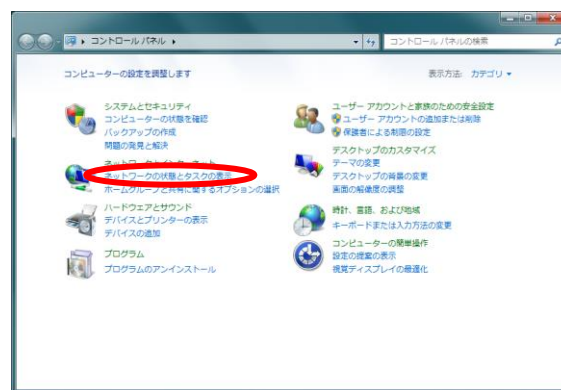 コントロール パネル
コントロール パネルの検索
コンピューターの設定を調整します
表示方法: カテゴリ
システムとセキュリティ
コンピューターの状態を確認
バックアップの作成
問題の発見と解決
ネットワークとインターネット
ネットワークの状態とタスクの表示
ホームグループと共有に関するオプションの選択
ハードウェアとサウンド
デバイスとプリンターの表示
デバイスの追加
プログラム
プログラムのアンインストール
ユーザー アカウントと家族のための安全設定
ユーザー アカウントの追加または削除
保護者による制限の設定
デスクトップのカスタマイズ
テーマの変更
デスクトップの背景の変更
画面の解像度の調整
時計、言語、および地域
キーボードまたは入力方法の変更
コンピューターの簡単操作
設定の提案の表示
視覚ディスプレイの最適化